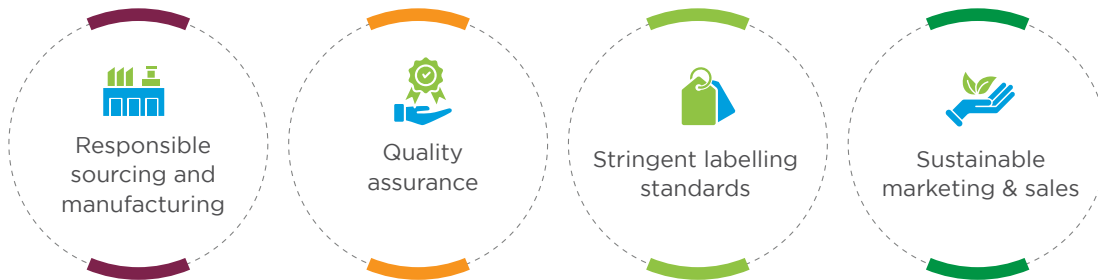 Responsible
sourcing and
manufacturing
Quality
assurance
Stringent labelling
standards
Sustainable
marketing & sales